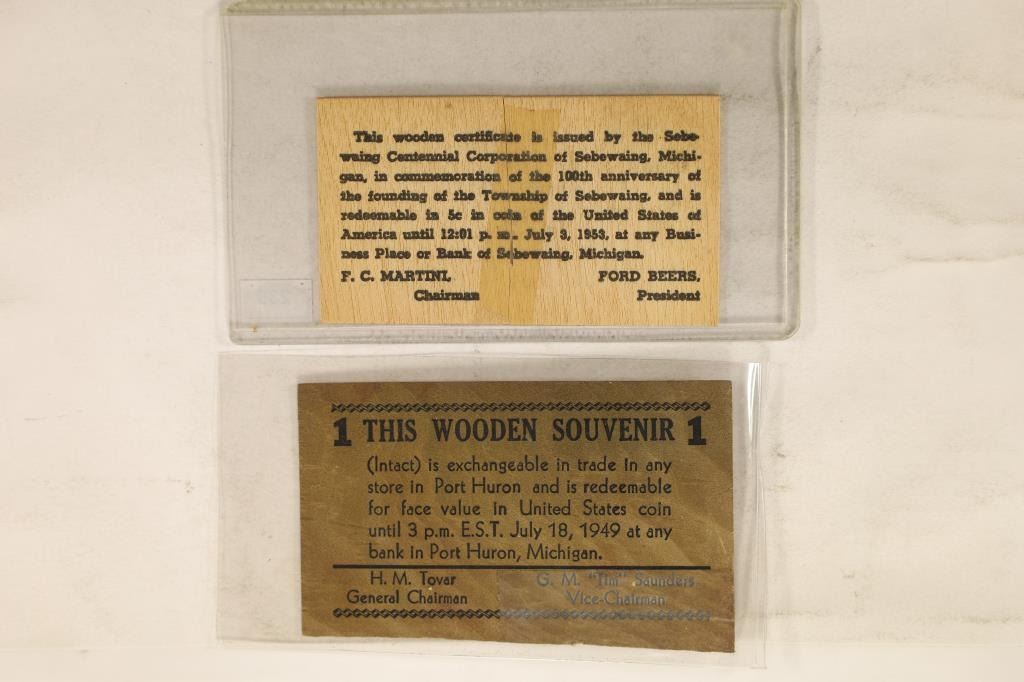 This wooden certificate is issued by the Sebe-
waing Centennial Corporation of Sebewaing, Michi-
gan, in commemoration of the 100th anniversary of
the founding of the Township of Sebewaing, and is
redeemable in 5c in coin of the United States of
America until 12:01 p. m. July 3, 1953, at any Busi-
ness Place or Bank of Sebewaing, Michigan.
F. C. MARTINI, FORD BEERS,
Chairman President
1 THIS WOODEN SOUVENIR 1
(Intact) is exchangeable in trade in any
store in Port Huron and is redeemable
for face value in United States coin
until 3 p.m. E.S.T. July 18, 1949 at any
bank in Port Huron, Michigan.
H. M. Tovar G. M. "Tim" Saunders
General Chairman Vice-Chairman